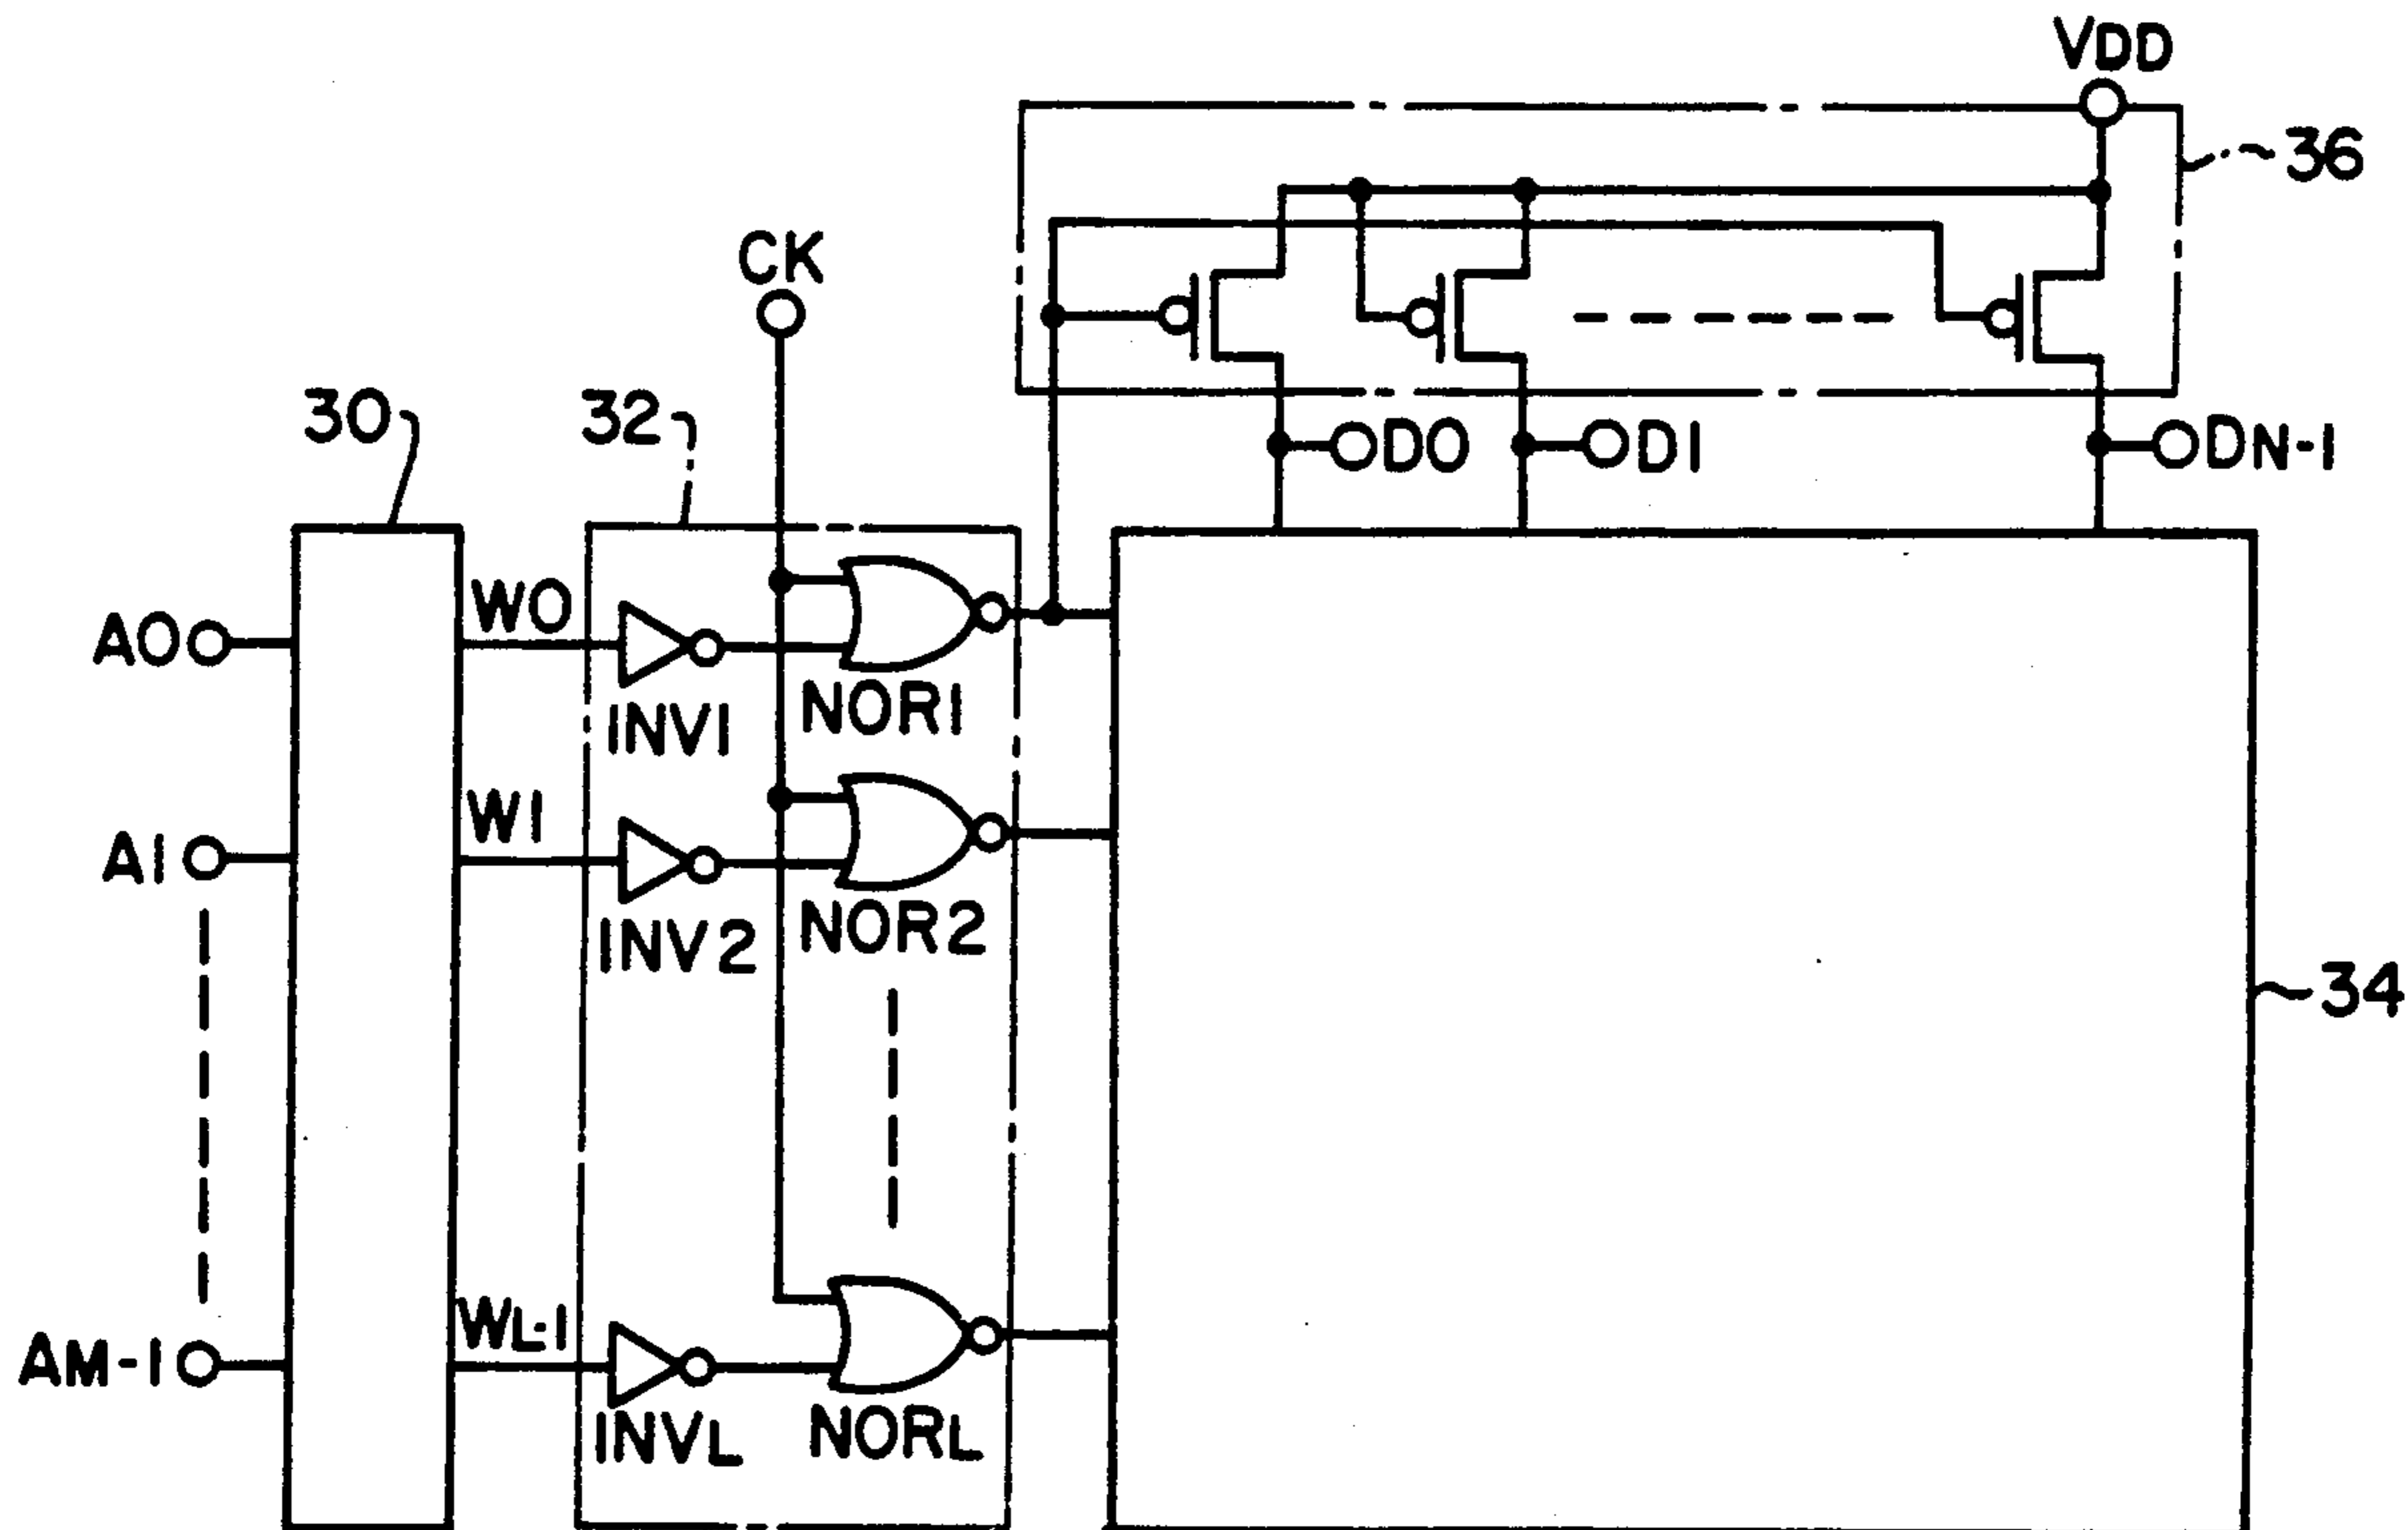 VDD
36
CK
30
32
D0
D1
DN-1
W0
A0
INV1
NOR1
W1
A1
INV2
NOR2
34
WL-1
AM-1
INVL
NORL